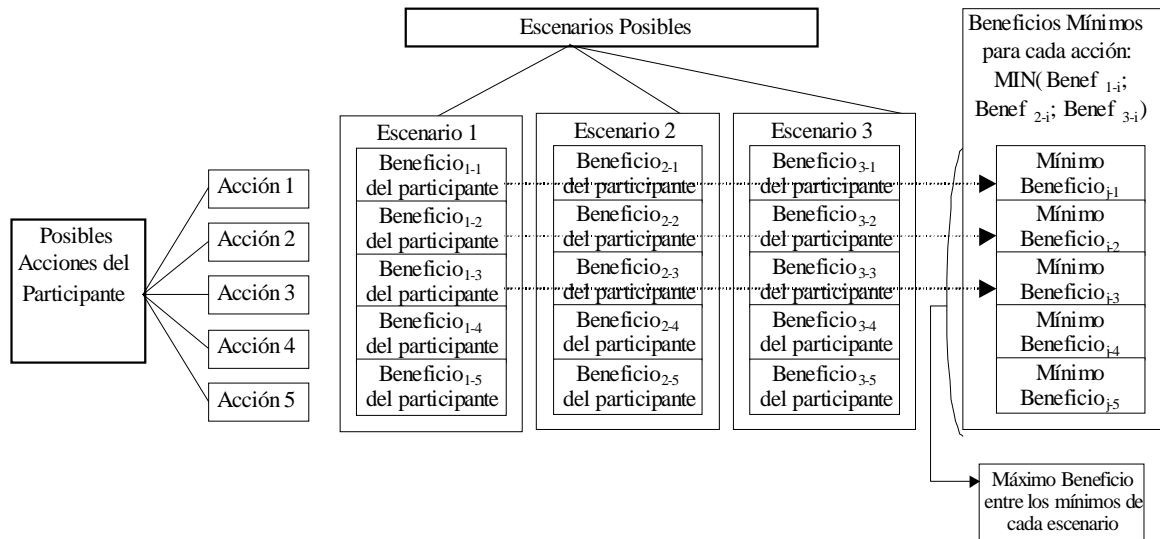 Escenarios Posibles
Beneficios Mínimos
para cada acción:
MIN( Benef 1-i;
Benef 2-i; Benef 3-i)
Posibles
Acciones del
Participante
Acción 1
Acción 2
Acción 3
Acción 4
Acción 5
Escenario 1
Beneficio1-1
del participante
Beneficio1-2
del participante
Beneficio1-3
del participante
Beneficio1-4
del participante
Beneficio1-5
del participante
Escenario 2
Beneficio2-1
del participante
Beneficio2-2
del participante
Beneficio2-3
del participante
Beneficio2-4
del participante
Beneficio2-5
del participante
Escenario 3
Beneficio3-1
del participante
Beneficio3-2
del participante
Beneficio3-3
del participante
Beneficio3-4
del participante
Beneficio3-5
del participante
Mínimo
Beneficioj-1
Mínimo
Beneficioj-2
Mínimo
Beneficioj-3
Mínimo
Beneficioj-4
Mínimo
Beneficioj-5
Máximo Beneficio
entre los mínimos de
cada escenario